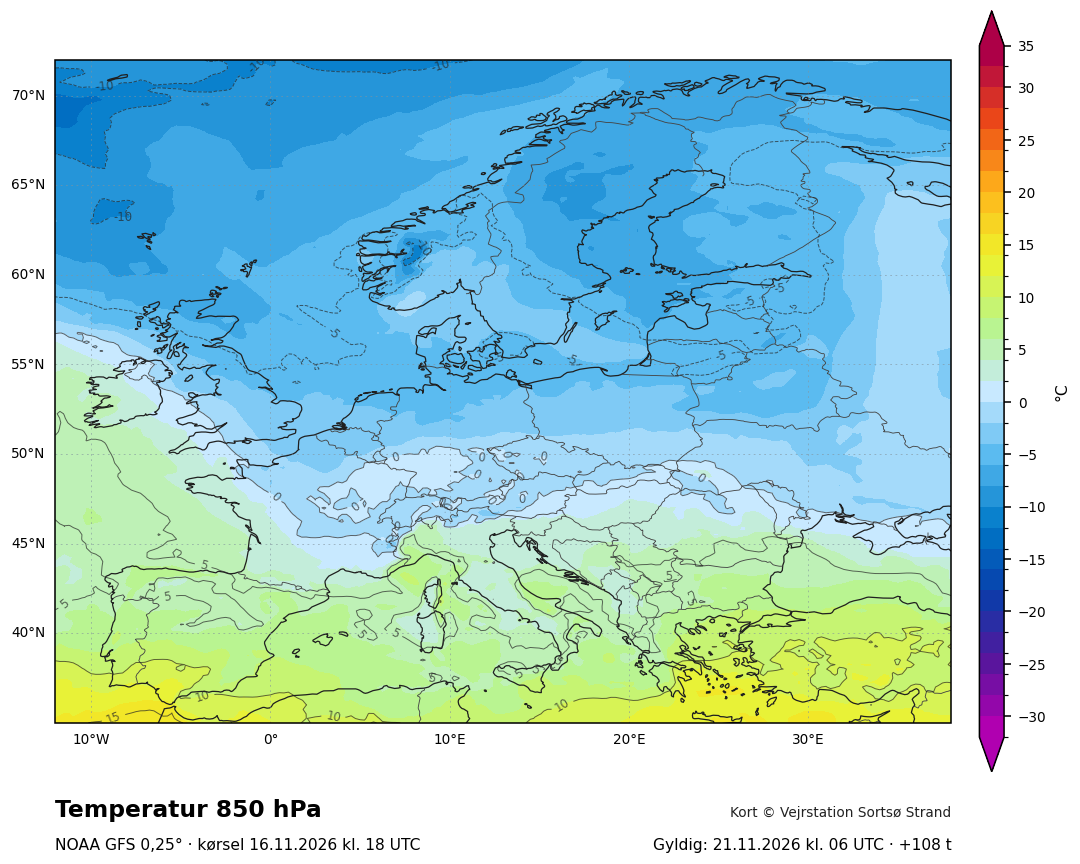 35
30
25
20
15
10
5
0
−5
−10
−15
−20
−25
−30
°C
70°N
65°N
60°N
55°N
50°N
45°N
40°N
10°W 0° 10°E 20°E 30°E
Temperatur 850 hPa
Kort © Vejrstation Sortsø Strand
NOAA GFS 0,25° · kørsel 16.11.2026 kl. 18 UTC
Gyldig: 21.11.2026 kl. 06 UTC · +108 t